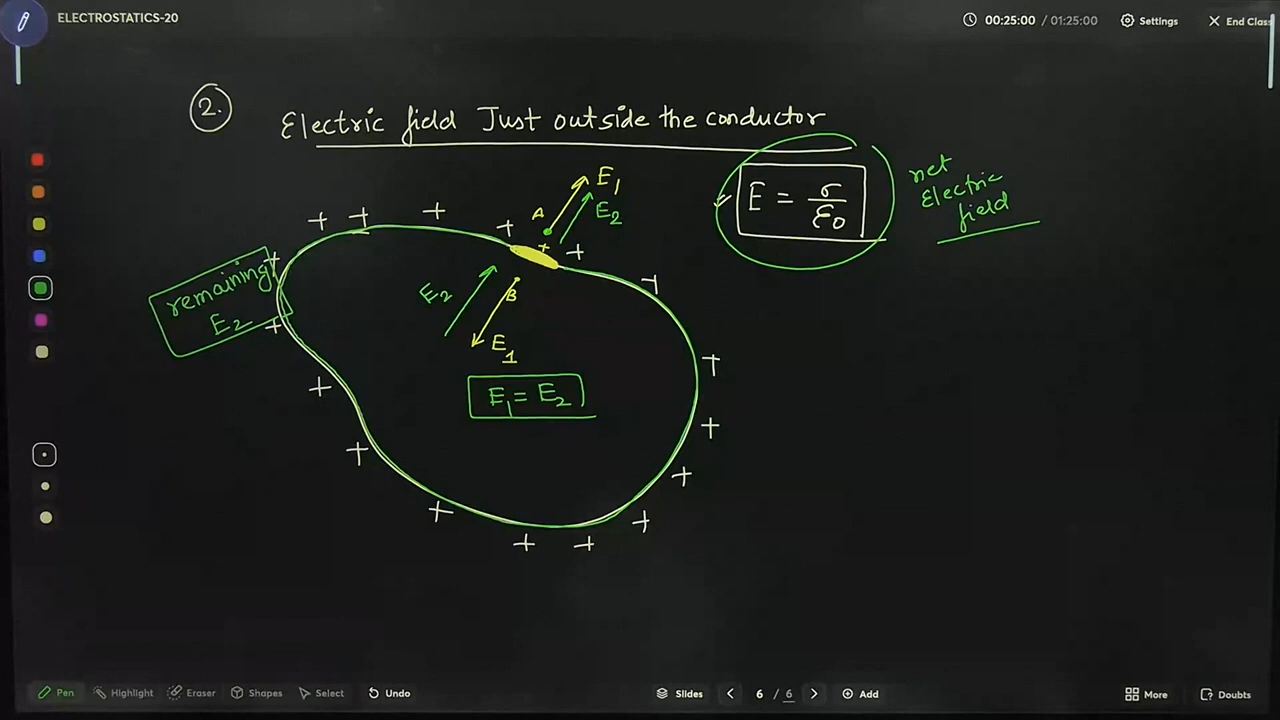 ELECTROSTATICS-20
00:25:00 / 01:25:00
Settings
End Class
2.
Electric field Just outside the conductor
E = σ/ε0
net
Electric
field
A
E1
E2
+ + + + + + +
remaining
E2
E2
B
E1
E1 = E2
+ + + + + + + + + + + +
Pen
Highlight
Eraser
Shapes
Select
Undo
Slides
6 / 6
Add
More
Doubts